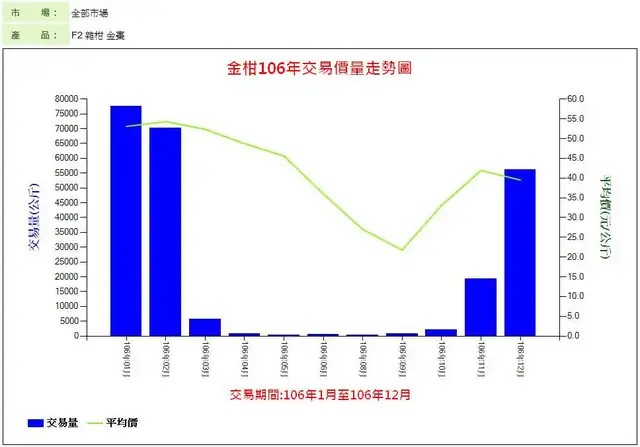 市 場： 全部市場
產 品： F2 雜柑 金棗
金柑106年交易價量走勢圖
80000
75000
70000
65000
60000
55000
50000
45000
40000
35000
30000
25000
20000
15000
10000
5000
0
交易量(公斤)
60.0
55.0
50.0
45.0
40.0
35.0
30.0
25.0
20.0
15.0
10.0
5.0
0.0
平均價(元/公斤)
106年01月
106年02月
106年03月
106年04月
106年05月
106年06月
106年08月
106年09月
106年10月
106年11月
106年12月
交易期間:106年1月至106年12月
交易量 平均價